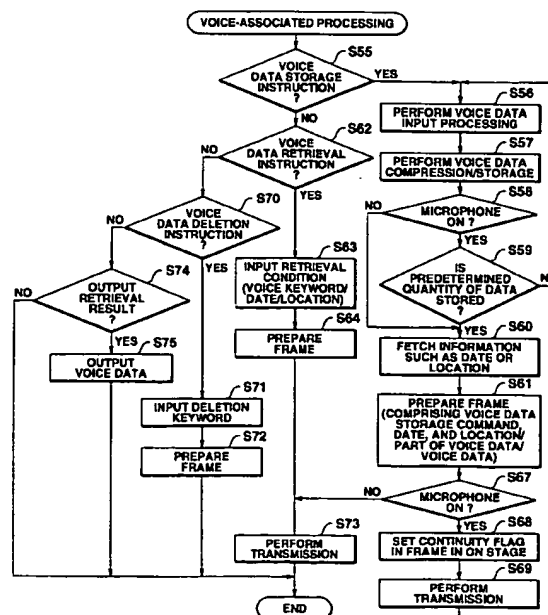 VOICE-ASSOCIATED PROCESSING
S55
VOICE
DATA STORAGE
INSTRUCTION
?
YES
NO
S56
PERFORM VOICE DATA
INPUT PROCESSING
S57
PERFORM VOICE DATA
COMPRESSION/STORAGE
S58
MICROPHONE
ON ?
NO
YES
S59
IS
PREDETERMINED
QUANTITY OF DATA
STORED ?
YES
S60
FETCH INFORMATION
SUCH AS DATE OR
LOCATION
S61
PREPARE FRAME
(COMPRISING VOICE DATA
STORAGE COMMAND,
DATE, AND LOCATION/
PART OF VOICE DATA/
VOICE DATA)
S67
MICROPHONE
ON ?
NO
YES
S68
SET CONTINUITY FLAG
IN FRAME IN ON STAGE
S69
PERFORM
TRANSMISSION
S62
VOICE
DATA RETRIEVAL
INSTRUCTION
?
NO
YES
S63
INPUT RETRIEVAL
CONDITION
(VOICE KEYWORD/
DATE/LOCATION)
S64
PREPARE
FRAME
S70
VOICE
DATA DELETION
INSTRUCTION
?
NO
YES
S71
INPUT DELETION
KEYWORD
S72
PREPARE
FRAME
S73
PERFORM
TRANSMISSION
S74
OUTPUT
RETRIEVAL
RESULT
?
NO
YES
S75
OUTPUT
VOICE DATA
END